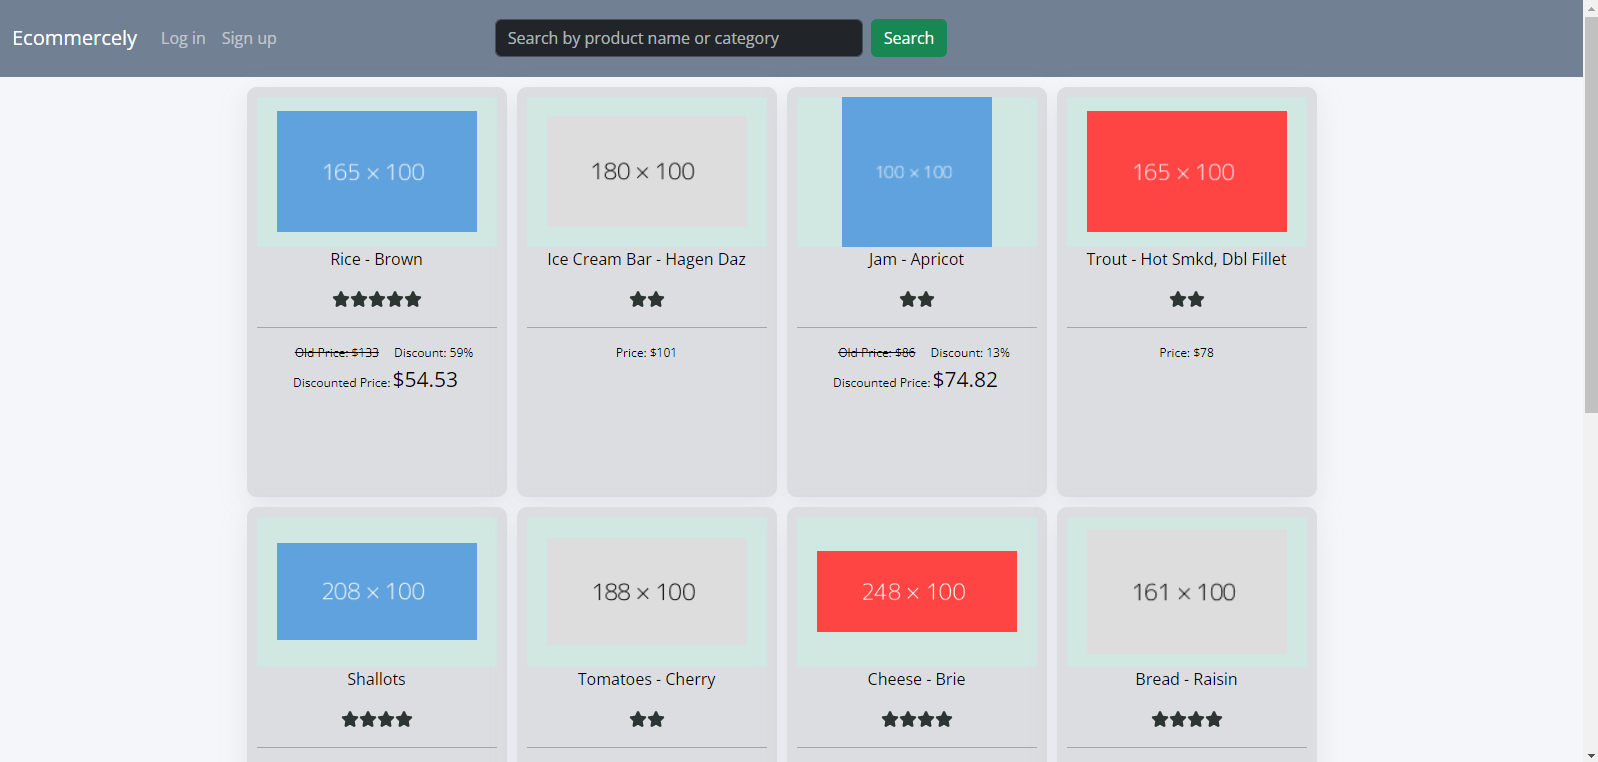 Ecommercely Log in Sign up Search by product name or category Search
165 × 100 180 × 100 100 × 100 165 × 100
Rice - Brown Ice Cream Bar - Hagen Daz Jam - Apricot Trout - Hot Smkd, Dbl Fillet
Old Price: $133 Discount: 59% Price: $101 Old Price: $86 Discount: 13% Price: $78
Discounted Price: $54.53 Discounted Price: $74.82
208 × 100 188 × 100 248 × 100 161 × 100
Shallots Tomatoes - Cherry Cheese - Brie Bread - Raisin